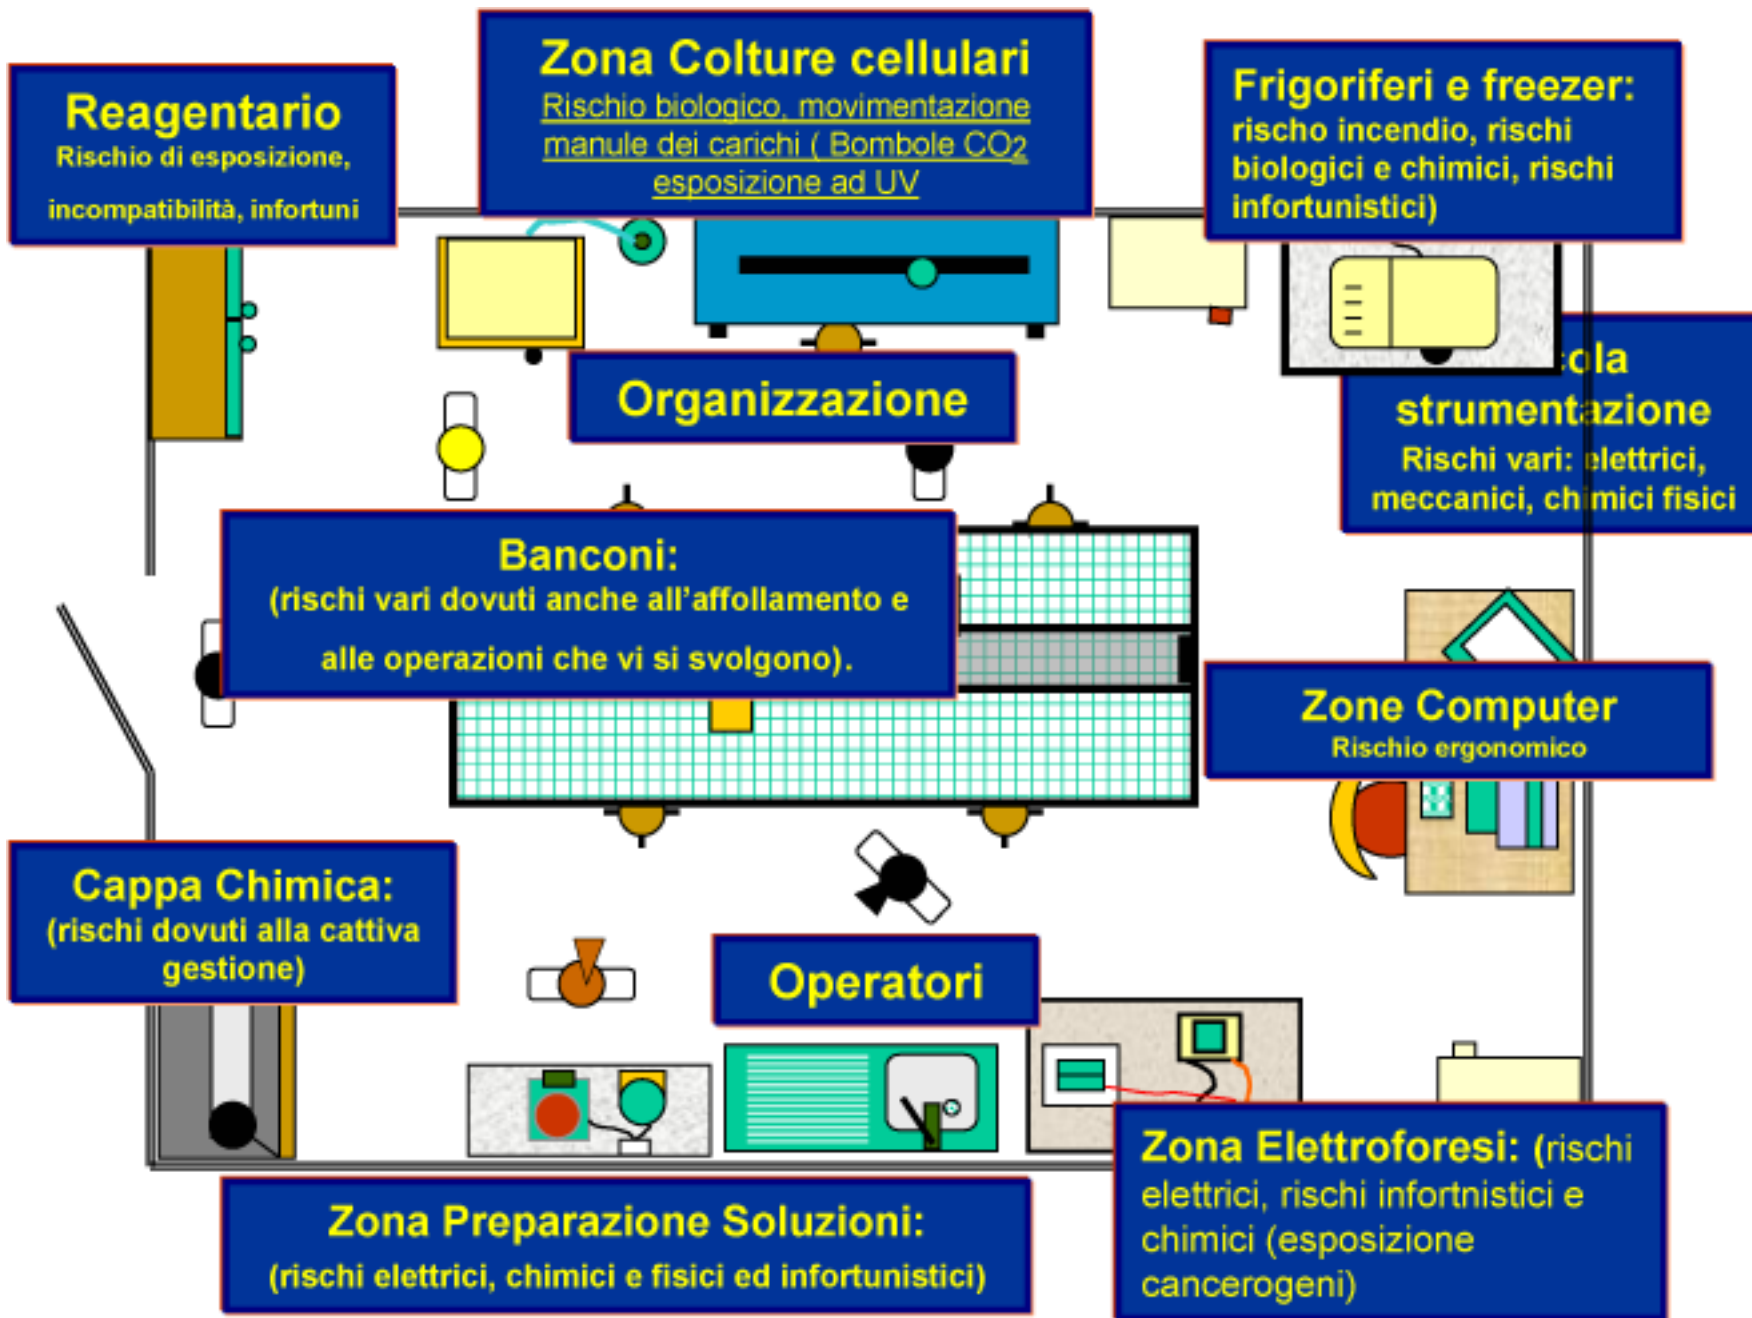 Reagentario
Rischio di esposizione,
incompatibilità, infortuni
Zona Colture cellulari
Rischio biologico, movimentazione
manule dei carichi ( Bombole CO2
esposizione ad UV
Frigoriferi e freezer:
rischo incendio, rischi
biologici e chimici, rischi
infortunistici)
Organizzazione
strumentazione
Rischi vari: elettrici,
meccanici, chimici fisici
Banconi:
(rischi vari dovuti anche all’affollamento e
alle operazioni che vi si svolgono).
Zone Computer
Rischio ergonomico
Cappa Chimica:
(rischi dovuti alla cattiva
gestione)
Operatori
Zona Preparazione Soluzioni:
(rischi elettrici, chimici e fisici ed infortunistici)
Zona Elettroforesi: (rischi
elettrici, rischi infortnistici e
chimici (esposizione
cancerogeni)